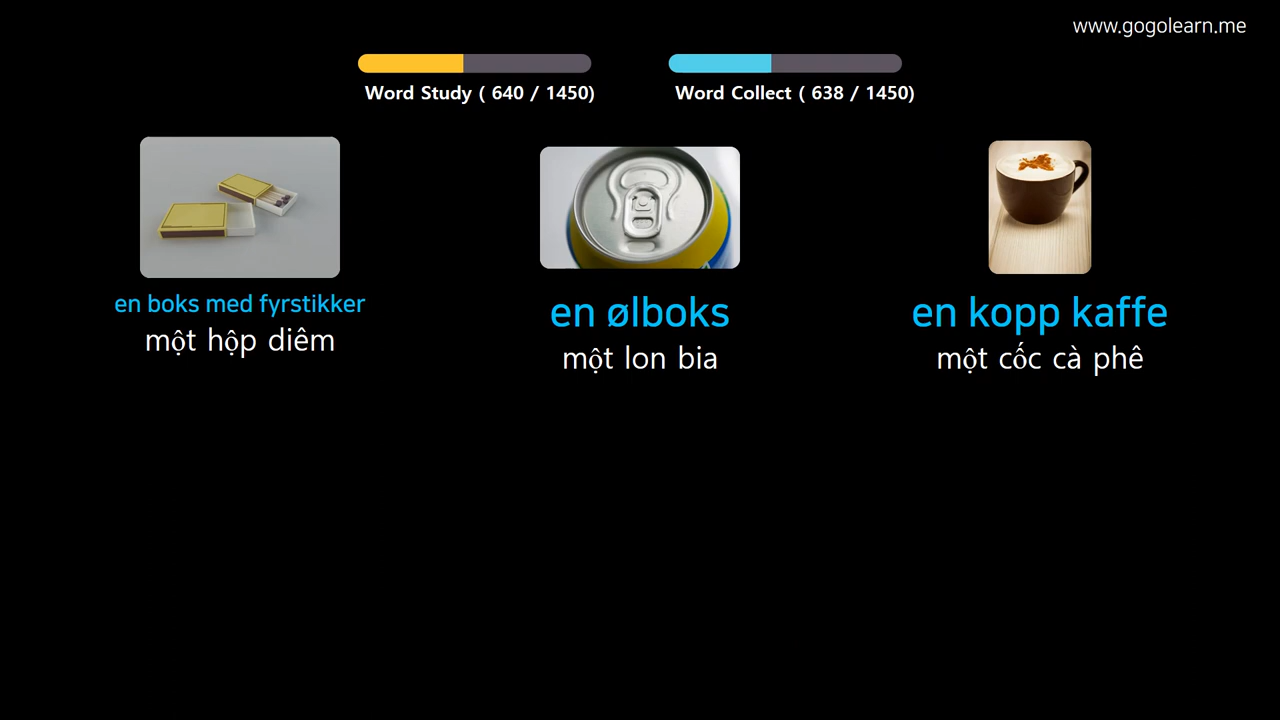 www.gogolearn.me
Word Study ( 640 / 1450)
Word Collect ( 638 / 1450)
en boks med fyrstikker
một hộp diêm
en ølboks
một lon bia
en kopp kaffe
một cốc cà phê